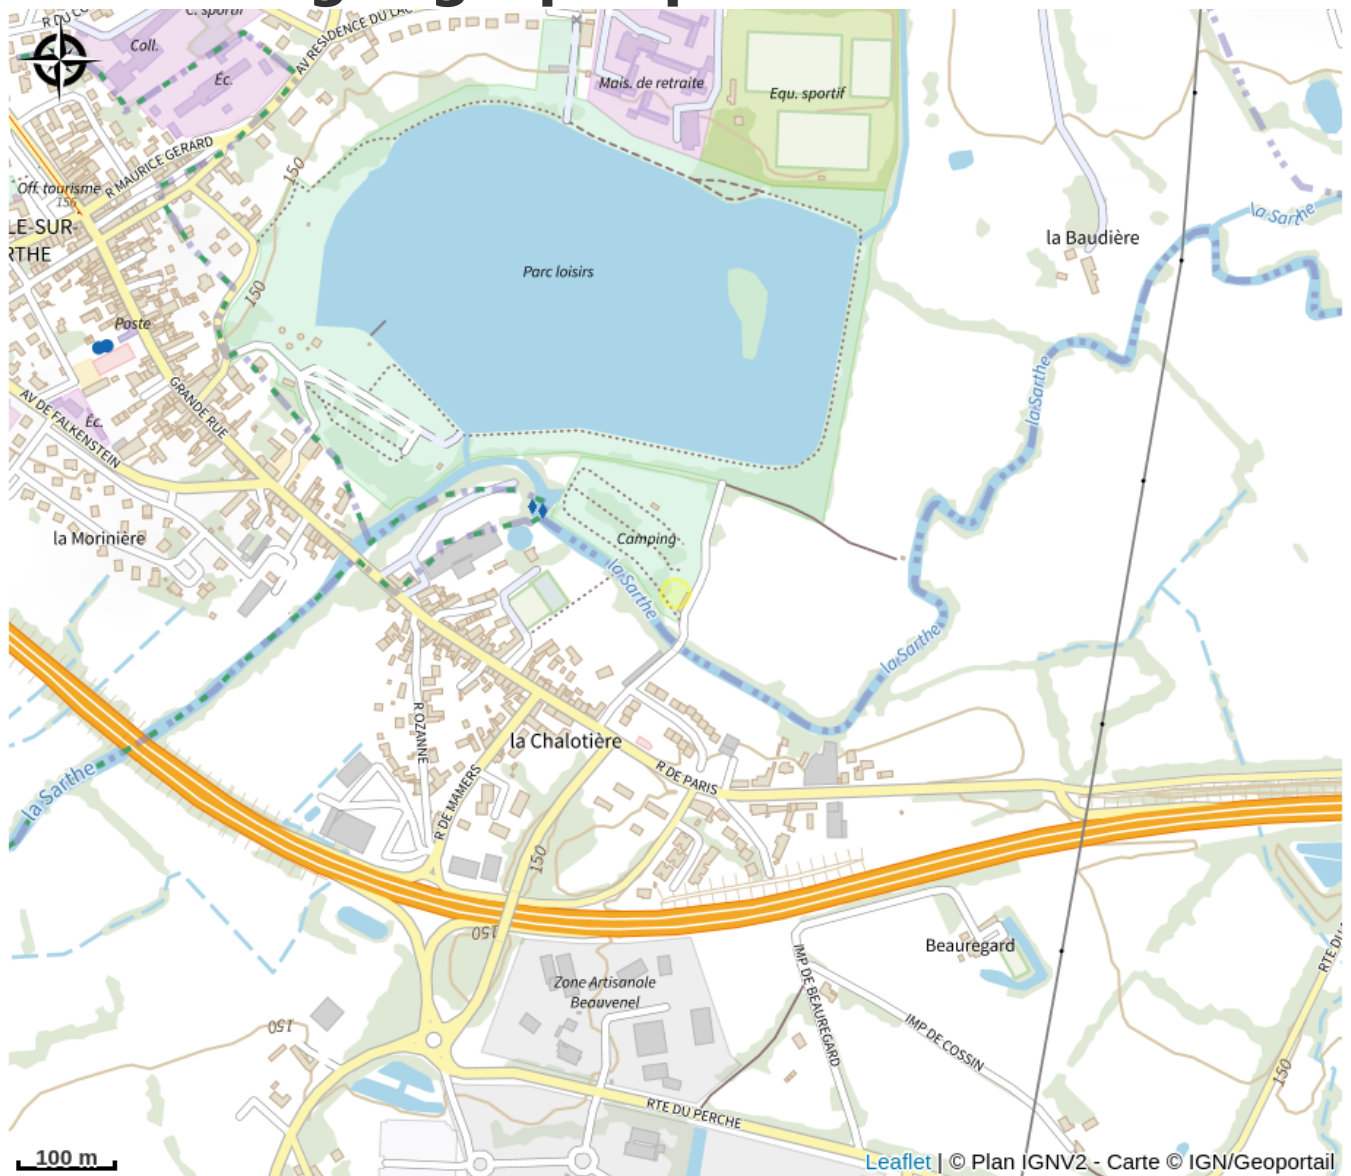 Coll.
C. sportif
Éc.
AV RESIDENCE DU LAC
Mais. de retraite
Equ. sportif
R MAURICE GERARD
150
Off. tourisme
156
LE-SUR-
RTHE
la Sarthe
la Baudière
Parc loisirs
150
Poste
GRANDE RUE
la Sarthe
AV DE FALKENSTEIN
Éc.
la Morinière
Camping
la Sarthe
la Sarthe
R OZANNE
la Chalotière
R DE PARIS
la Sarthe
R DE MAMERS
150
150
Beauregard
IMP DE BEAUREGARD
Zone Artisanale
Beauvenel
150
IMP DE COSSIN
150
RTE DU PERCHE
100 m
Leaflet | © Plan IGNV2 - Carte © IGN/Geoportail